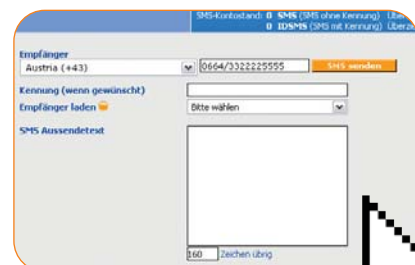 SMS-Kontostand: 0 SMS (SMS ohne Kennung)
0 IDSMS (SMS mit Kennung)
Empfänger
Austria (+43) 0664/3322225555 SMS senden
Kennung (wenn gewünscht)
Empfänger laden Bitte wählen
SMS Aussendetext
160 Zeichen übrig